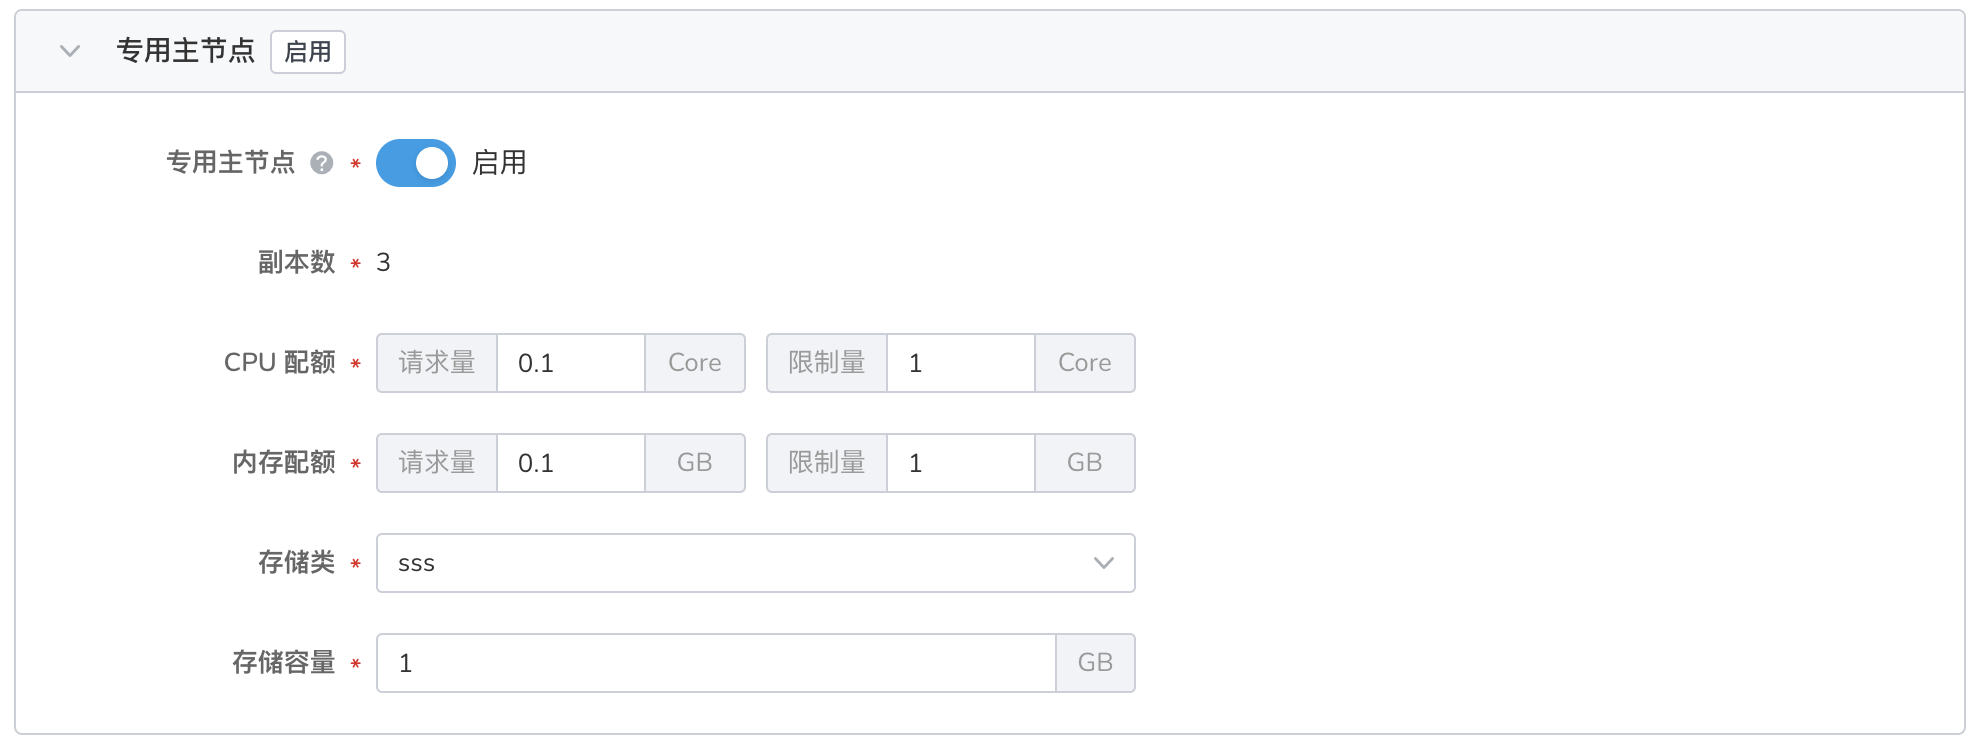 专用主节点 启用
专用主节点 ? * 启用
副本数 * 3
CPU 配额 * 请求量 0.1 Core 限制量 1 Core
内存配额 * 请求量 0.1 GB 限制量 1 GB
存储类 * sss
存储容量 * 1 GB